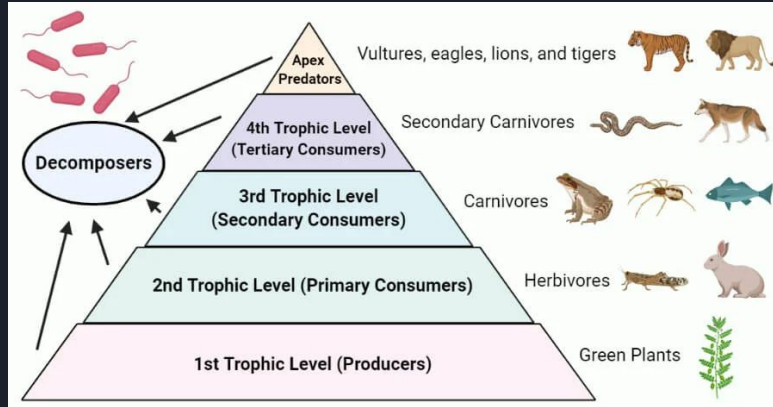 Apex
Predators
Vultures, eagles, lions, and tigers
4th Trophic Level
(Tertiary Consumers)
Secondary Carnivores
Decomposers
3rd Trophic Level
(Secondary Consumers)
Carnivores
2nd Trophic Level (Primary Consumers)
Herbivores
1st Trophic Level (Producers)
Green Plants